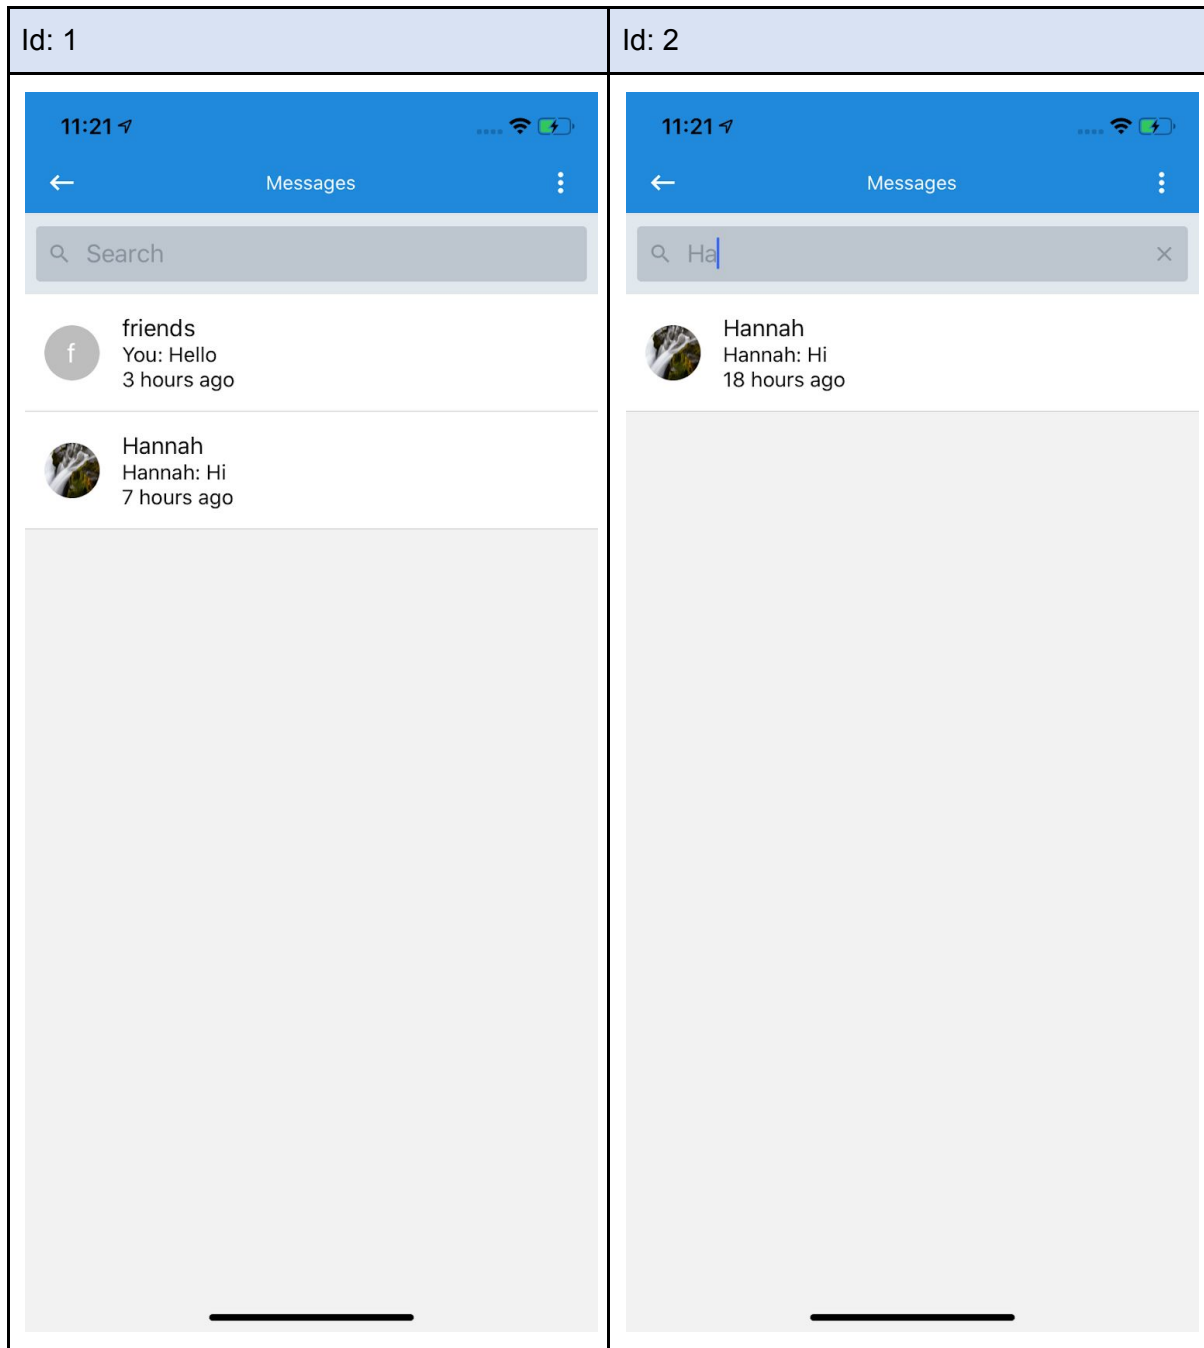 Id: 1
11:21
Messages
Search
f
friends
You: Hello
3 hours ago
Hannah
Hannah: Hi
7 hours ago
Id: 2
11:21
Messages
Ha
Hannah
Hannah: Hi
18 hours ago